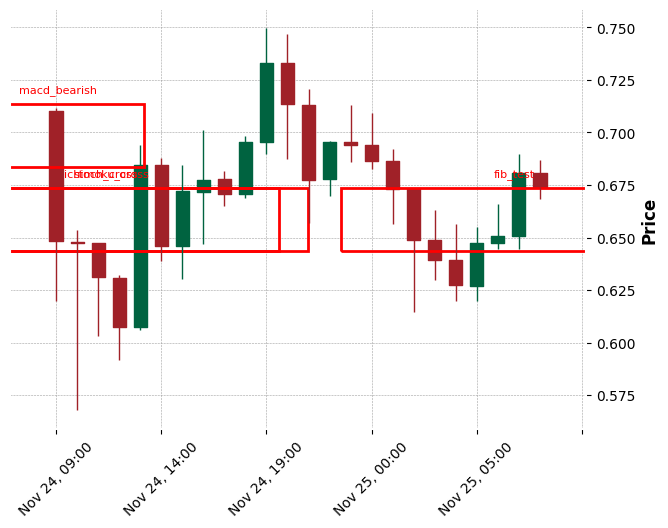 macd_bearish
fib_test
0.750
0.725
0.700
0.675
0.650
0.625
0.600
0.575
Price
Nov 24, 09:00
Nov 24, 14:00
Nov 24, 19:00
Nov 25, 00:00
Nov 25, 05:00